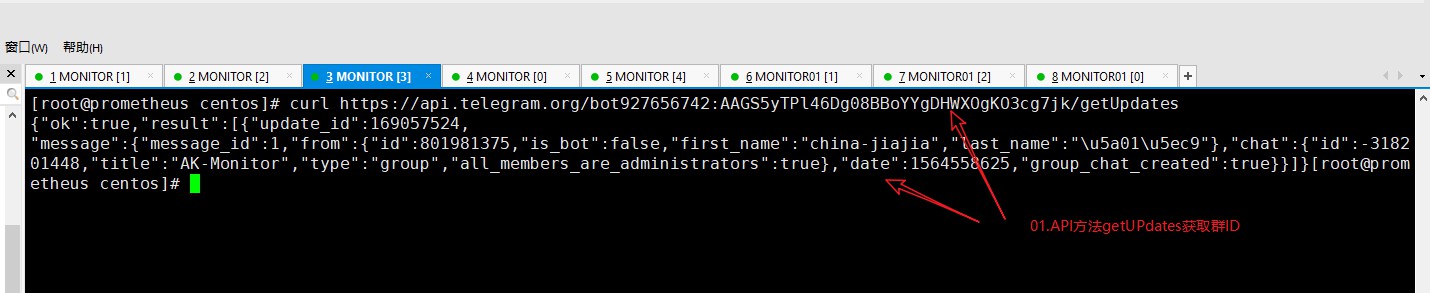 窗口(W) 帮助(H)
1 MONITOR [1] 2 MONITOR [2] 3 MONITOR [3] 4 MONITOR [0] 5 MONITOR [4] 6 MONITOR01 [1] 7 MONITOR01 [2] 8 MONITOR01 [0]
[root@prometheus centos]# curl https://api.telegram.org/bot927656742:AAGS5yTPl46Dg08BBoYYgDHWXOgKO3cg7jk/getUpdates
{"ok":true,"result":[{"update_id":169057524,
"message":{"message_id":1,"from":{"id":801981375,"is_bot":false,"first_name":"china-jiajia","last_name":"\u5a01\u5ec9"},"chat":{"id":-3182
01448,"title":"AK-Monitor","type":"group","all_members_are_administrators":true},"date":1564558625,"group_chat_created":true}}]}[root@prom
etheus centos]#
01.API方法getUPdates获取群ID